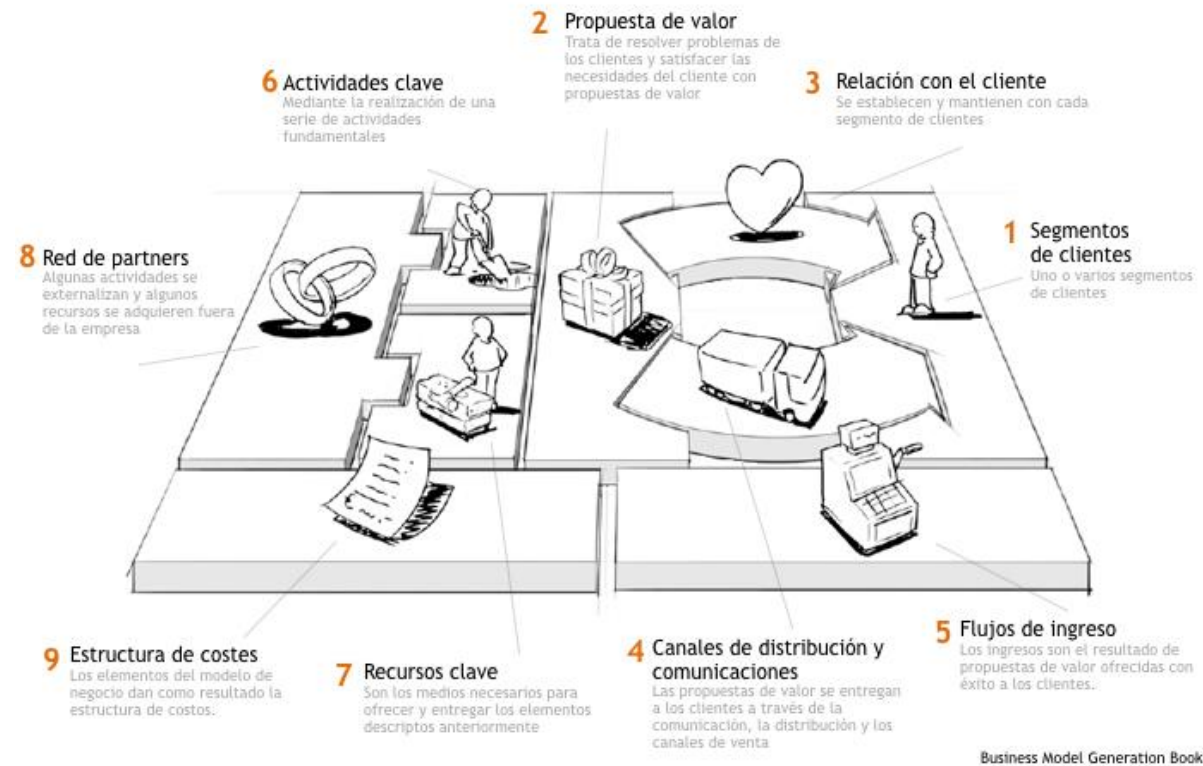 2 Propuesta de valor
Trata de resolver problemas de
los clientes y satisfacer las
necesidades del cliente con
propuestas de valor
6 Actividades clave
Mediante la realización de una
serie de actividades
fundamentales
3 Relación con el cliente
Se establecen y mantienen con cada
segmento de clientes
8 Red de partners
Algunas actividades se
externalizan y algunos
recursos se adquieren fuera
de la empresa
1 Segmentos
de clientes
Uno o varios segmentos
de clientes
9 Estructura de costes
Los elementos del modelo de
negocio dan como resultado la
estructura de costos.
7 Recursos clave
Son los medios necesarios para
ofrecer y entregar los elementos
descriptos anteriormente
4 Canales de distribución y
comunicaciones
Las propuestas de valor se entregan
a los clientes a través de la
comunicación, la distribución y los
canales de venta
5 Flujos de ingreso
Los ingresos son el resultado de
propuestas de valor ofrecidas con
éxito a los clientes.
Business Model Generation Book